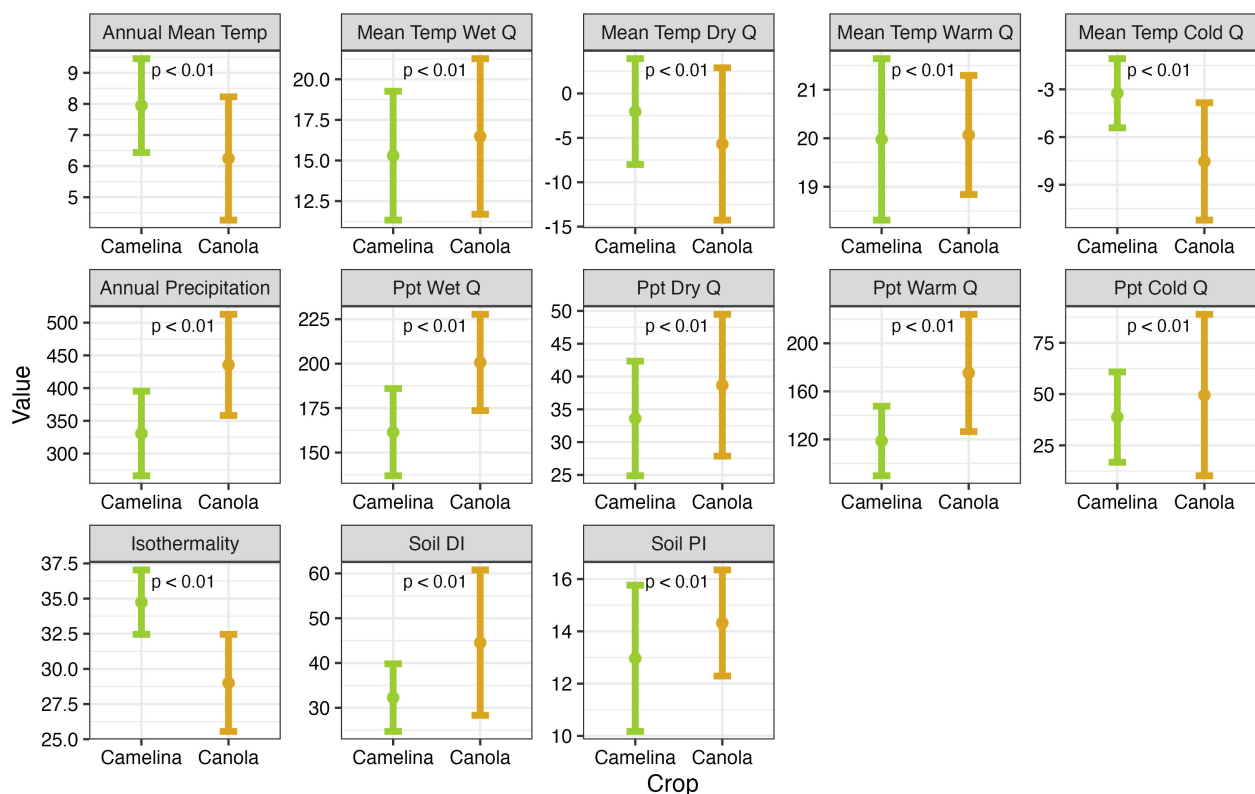 Annual Mean Temp
Mean Temp Wet Q
Mean Temp Dry Q
Mean Temp Warm Q
Mean Temp Cold Q
9
8
7
6
5
p < 0.01
Camelina Canola
20.0
17.5
15.0
12.5
p < 0.01
Camelina Canola
0
-5
-10
-15
p < 0.01
Camelina Canola
21
20
19
p < 0.01
Camelina Canola
-3
-6
-9
p < 0.01
Camelina Canola
Value
Annual Precipitation
Ppt Wet Q
Ppt Dry Q
Ppt Warm Q
Ppt Cold Q
500
450
400
350
300
p < 0.01
Camelina Canola
225
200
175
150
p < 0.01
Camelina Canola
50
45
40
35
30
25
p < 0.01
Camelina Canola
200
160
120
p < 0.01
Camelina Canola
75
50
25
p < 0.01
Camelina Canola
Isothermality
Soil DI
Soil PI
37.5
35.0
32.5
30.0
27.5
25.0
p < 0.01
Camelina Canola
60
50
40
30
p < 0.01
Camelina Canola
16
14
12
10
p < 0.01
Camelina Canola
Crop